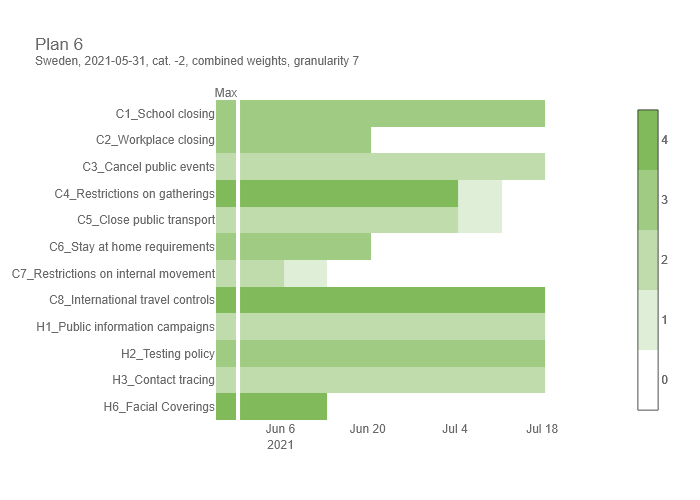 Plan 6
Sweden, 2021-05-31, cat. -2, combined weights, granularity 7
Max
C1_School closing
C2_Workplace closing
C3_Cancel public events
C4_Restrictions on gatherings
C5_Close public transport
C6_Stay at home requirements
C7_Restrictions on internal movement
C8_International travel controls
H1_Public information campaigns
H2_Testing policy
H3_Contact tracing
H6_Facial Coverings
Jun 6 Jun 20 Jul 4 Jul 18
2021
4
3
2
1
0